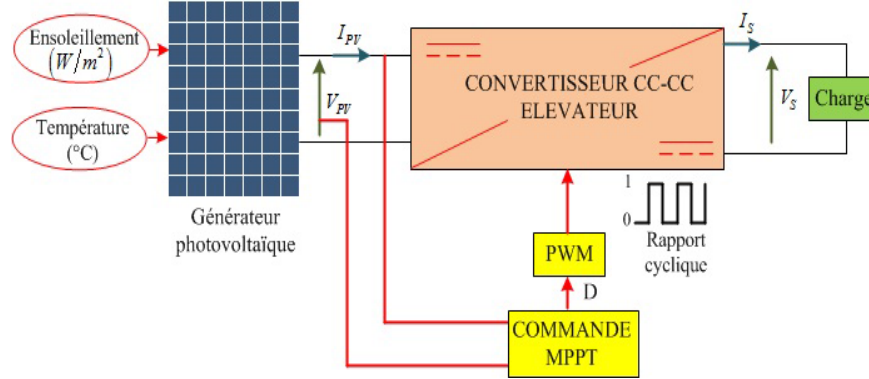 Ensoleillement
(W/m²)
Température
(°C)
Générateur
photovoltaïque
I_PV
V_PV
CONVERTISSEUR CC-CC
ELEVATEUR
I_S
V_S
Charge
1
0
Rapport
cyclique
PWM
D
COMMANDE
MPPT